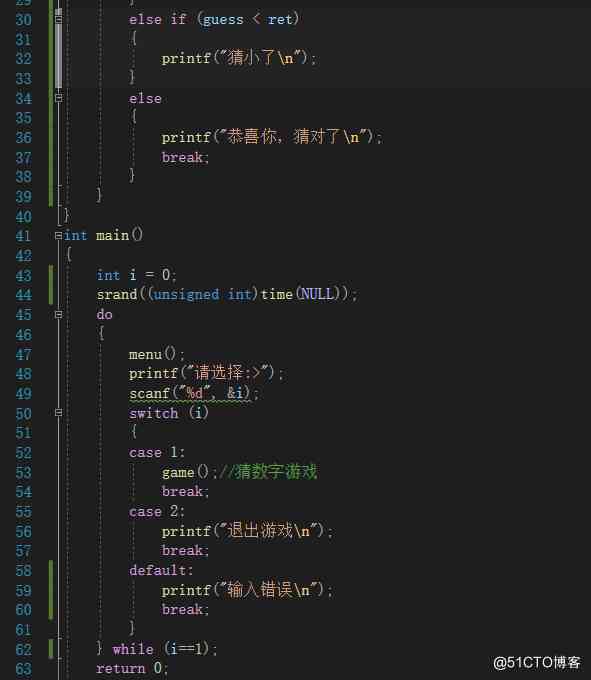 30 else if (guess < ret)
31 {
32 printf("猜小了\n");
33 }
34 else
35 {
36 printf("恭喜你，猜对了\n");
37 break;
38 }
39 }
40 }
41 int main()
42 {
43 int i = 0;
44 srand((unsigned int)time(NULL));
45 do
46 {
47 menu();
48 printf("请选择:>");
49 scanf("%d", &i);
50 switch (i)
51 {
52 case 1:
53 game();//猜数字游戏
54 break;
55 case 2:
56 printf("退出游戏\n");
57 break;
58 default:
59 printf("输入错误\n");
60 break;
61 }
62 } while (i==1);
63 return 0;
@51CTO博客